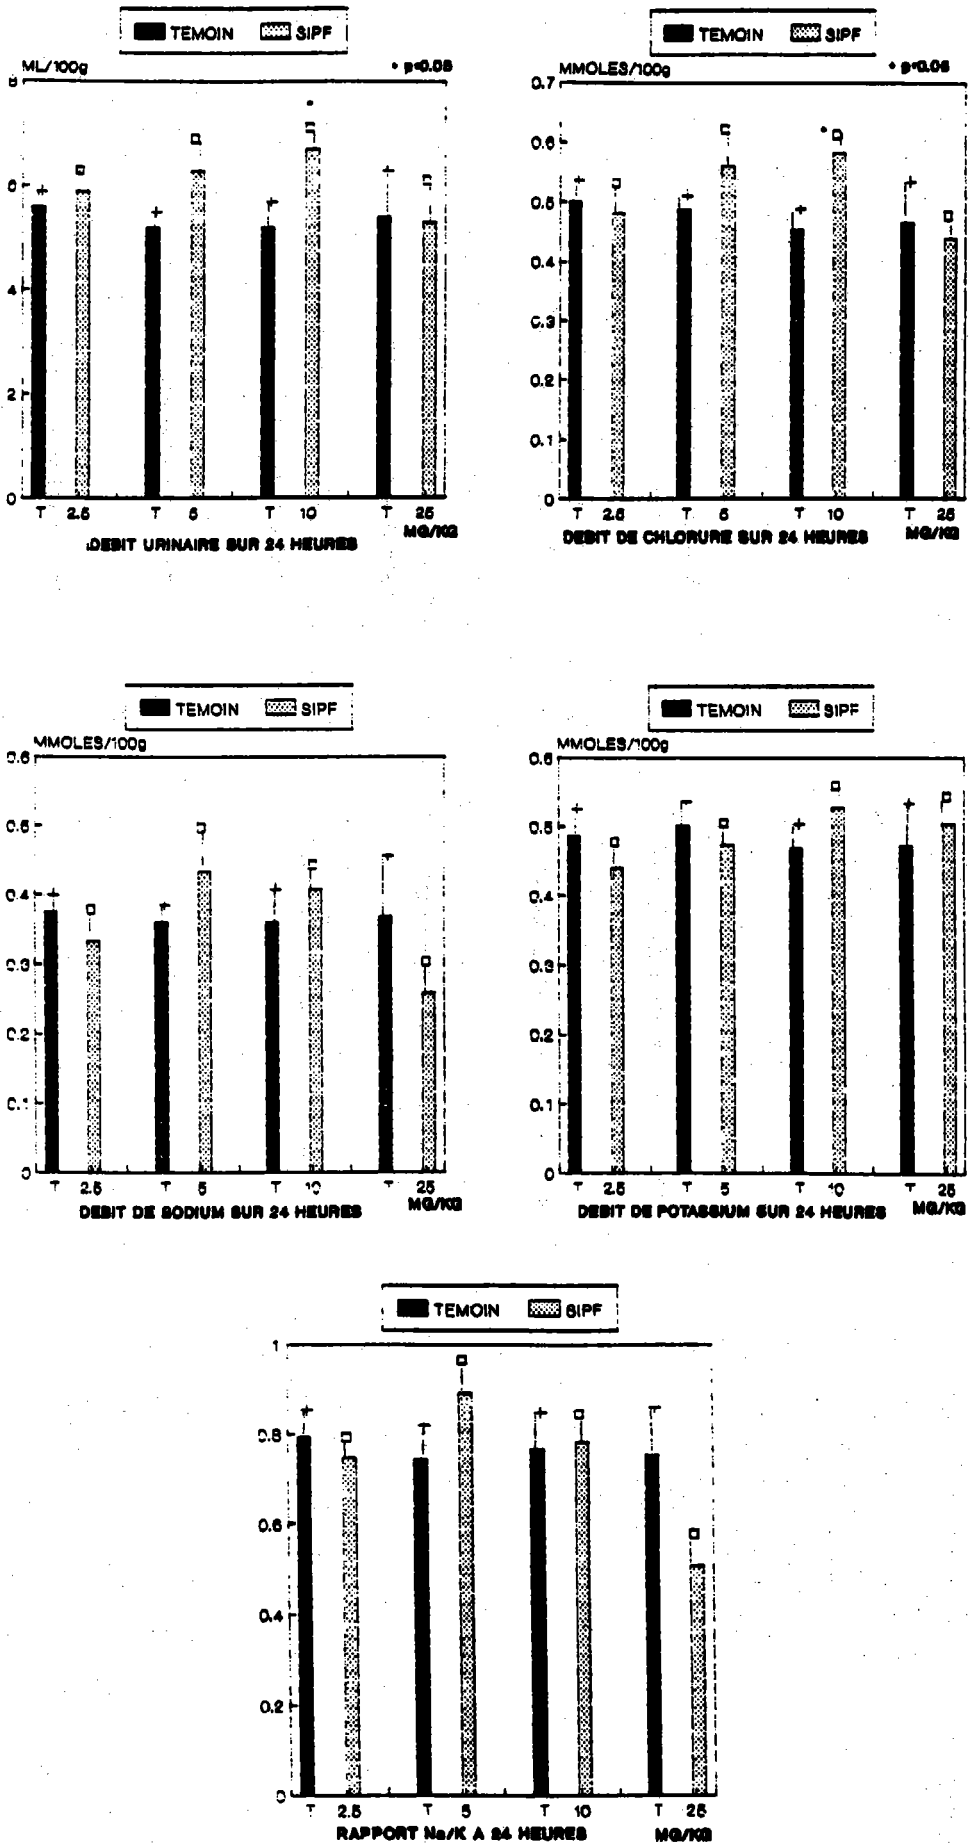 TEMOIN SIPF
ML/100g • p<0.05
8
6
4
2
0
T 2.5 T 5 T 10 T 25
MG/KG
DEBIT URINAIRE SUR 24 HEURES
TEMOIN SIPF
MMOLES/100g • p<0.05
0.7
0.6
0.5
0.4
0.3
0.2
0.1
0
T 2.5 T 5 T 10 T 25
DEBIT DE CHLORURE SUR 24 HEURES MG/KG
TEMOIN SIPF
MMOLES/100g
0.6
0.5
0.4
0.3
0.2
0.1
0
T 2.5 T 5 T 10 T 25
DEBIT DE SODIUM SUR 24 HEURES MG/KG
TEMOIN SIPF
MMOLES/100g
0.6
0.5
0.4
0.3
0.2
0.1
0
T 2.5 T 5 T 10 T 25
DEBIT DE POTASSIUM SUR 24 HEURES MG/KG
TEMOIN SIPF
1
0.8
0.6
0.4
0.2
0
T 2.5 T 5 T 10 T 25
RAPPORT Na/K A 24 HEURES MG/KG